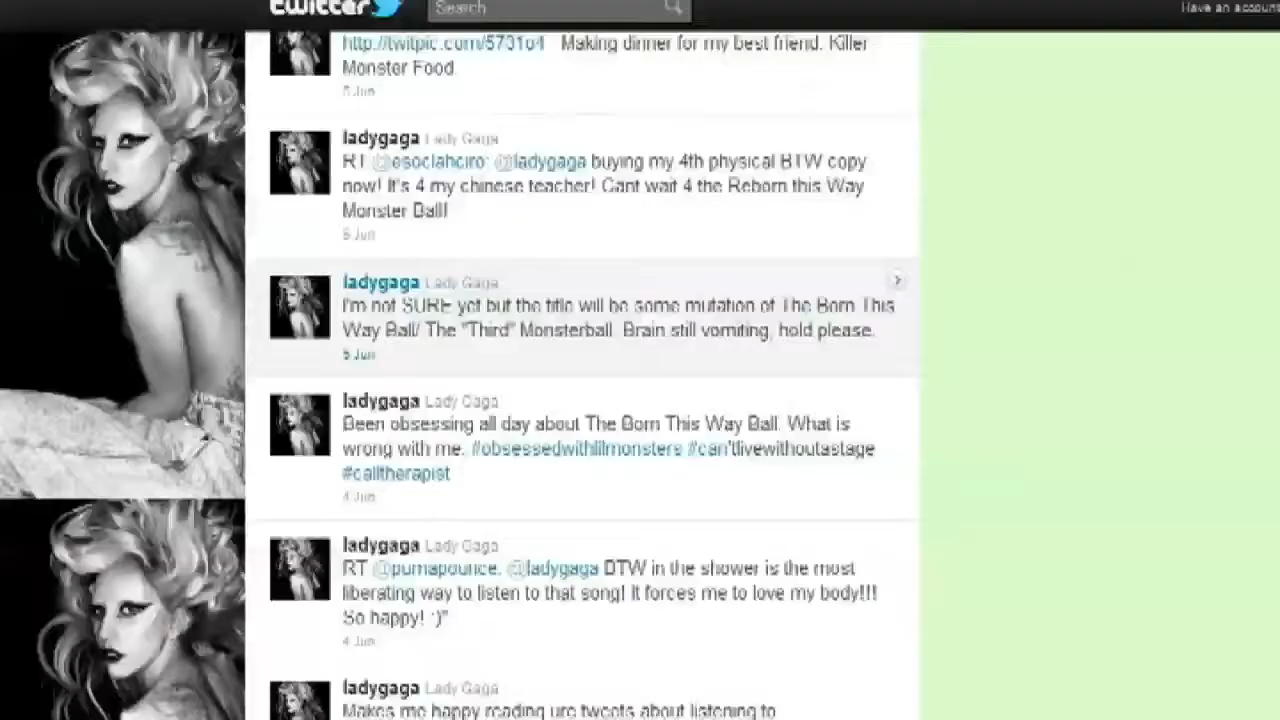 twitter Search Have an account
http://twitpic.com/5731o4 Making dinner for my best friend. Killer
Monster Food
5 Jun
ladygaga Lady Gaga
RT @esoclahciro: @ladygaga buying my 4th physical BTW copy
now! It's 4 my chinese teacher! Cant wait 4 the Reborn this Way
Monster Ball!
5 Jun
ladygaga Lady Gaga
I'm not SURE yet but the title will be some mutation of The Born This
Way Ball/ The "Third" Monsterball. Brain still vomiting, hold please.
5 Jun
ladygaga Lady Gaga
Been obsessing all day about The Born This Way Ball. What is
wrong with me. #obsessedwithlilmonsters #can'tlivewithoutastage
#calltherapist
4 Jun
ladygaga Lady Gaga
RT @pumapounce: @ladygaga BTW in the shower is the most
liberating way to listen to that song! It forces me to love my body!!!
So happy! :)"
4 Jun
ladygaga Lady Gaga
Makes me happy reading urc tweets about listening to